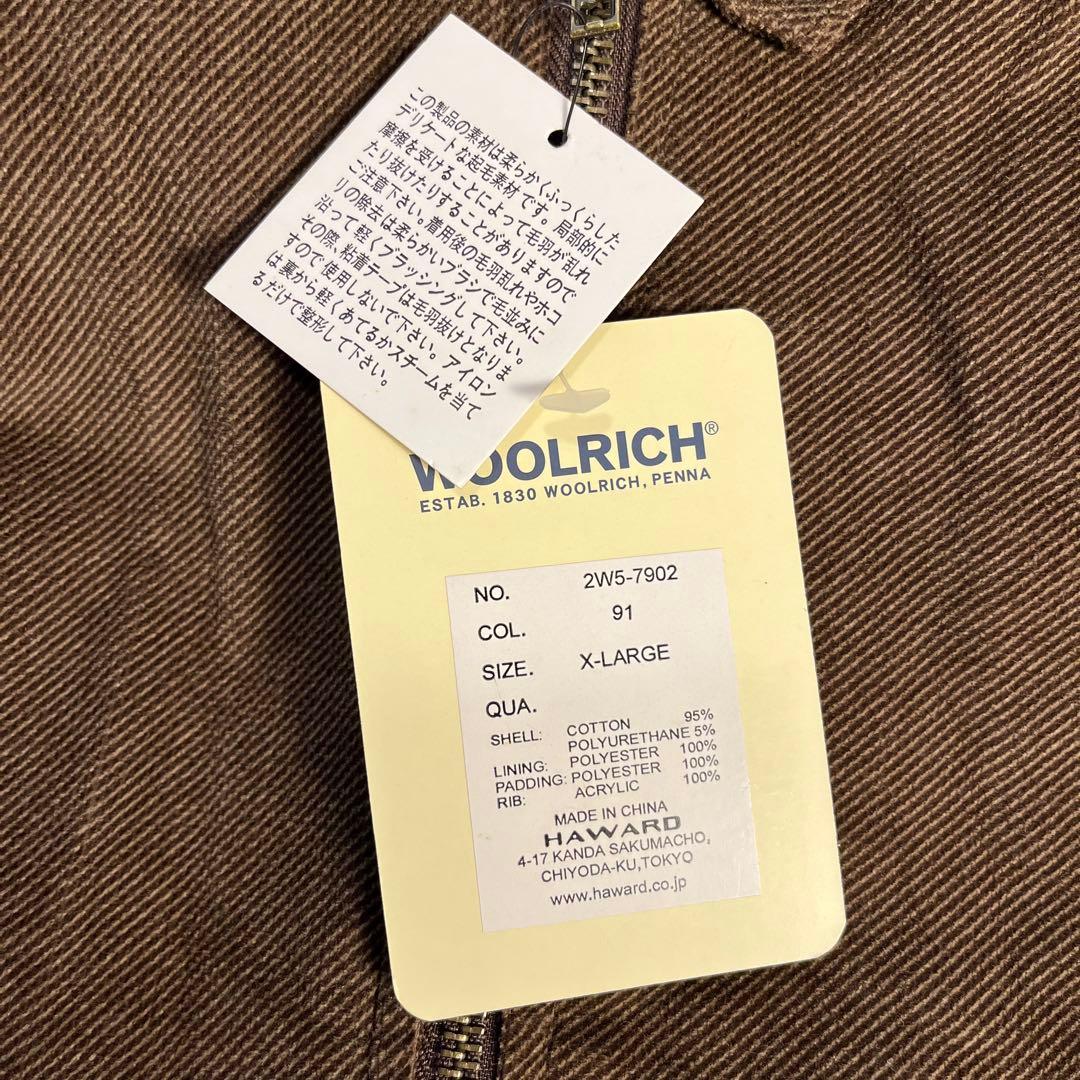 この製品の素材は柔らかくふっくらした
デリケートな起毛素材です。局部的に
摩擦を受けることによって毛羽が乱れ
たり抜けたりすることがありますので
ご注意下さい。着用後の毛羽乱れやホコ
リの除去は柔らかいブラシで毛並みに
沿って軽くブラッシングして下さい。
その際、粘着テープは毛羽抜けとなりま
すので使用しないで下さい。アイロン
は裏から軽くあてるかスチームを当て
るだけで整形して下さい。
WOOLRICH®
ESTAB. 1830 WOOLRICH, PENNA
NO. 2W5-7902
COL. 91
SIZE. X-LARGE
QUA.
SHELL: COTTON 95%
POLYURETHANE 5%
LINING: POLYESTER 100%
PADDING: POLYESTER 100%
RIB: ACRYLIC 100%
MADE IN CHINA
HAWARD
4-17 KANDA SAKUMACHO,
CHIYODA-KU,TOKYO
www.haward.co.jp